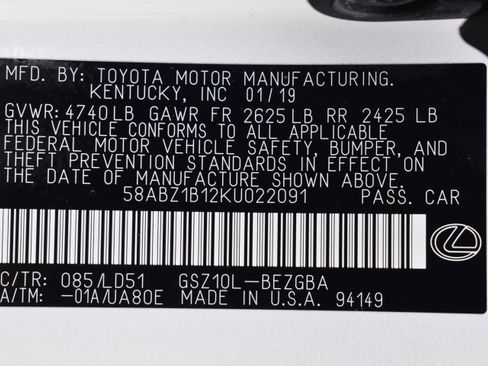 MFD. BY: TOYOTA MOTOR MANUFACTURING.
KENTUCKY, INC 01/19
GVWR: 4740LB GAWR FR 2625LB RR 2425 LB
THIS VEHICLE CONFORMS TO ALL APPLICABLE
FEDERAL MOTOR VEHICLE SAFETY, BUMPER, AND
THEFT PREVENTION STANDARDS IN EFFECT ON
THE DATE OF MANUFACTURE SHOWN ABOVE.
58ABZ1B12KU022091 PASS. CAR
C/TR: 085/LD51 GSZ10L-BEZGBA
A/TM: -01A/UA80E MADE IN U.S.A. 94149